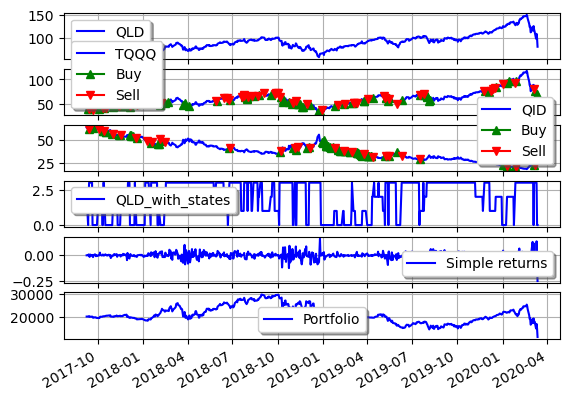 150
100
QLD
100
50
TQQQ
Buy
Sell
50
25
QID
Buy
Sell
2.5
0.0
QLD_with_states
0.00
−0.25
Simple returns
30000
20000
Portfolio
2017-10
2018-01
2018-04
2018-07
2018-10
2019-01
2019-04
2019-07
2019-10
2020-01
2020-04